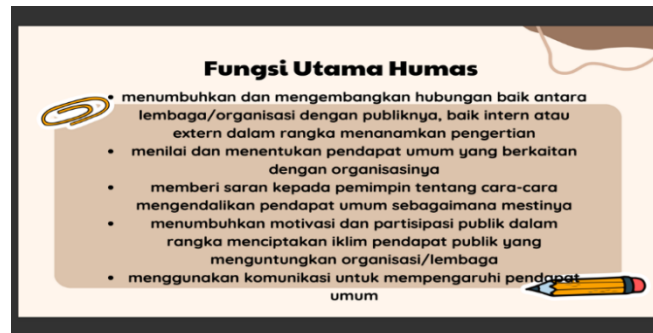 Fungsi Utama Humas
• menumbuhkan dan mengembangkan hubungan baik antara
lembaga/organisasi dengan publiknya, baik intern atau
extern dalam rangka menanamkan pengertian
• menilai dan menentukan pendapat umum yang berkaitan
dengan organisasinya
• memberi saran kepada pemimpin tentang cara-cara
mengendalikan pendapat umum sebagaimana mestinya
• menumbuhkan motivasi dan partisipasi publik dalam
rangka menciptakan iklim pendapat publik yang
menguntungkan organisasi/lembaga
• menggunakan komunikasi untuk mempengaruhi pendapat
umum